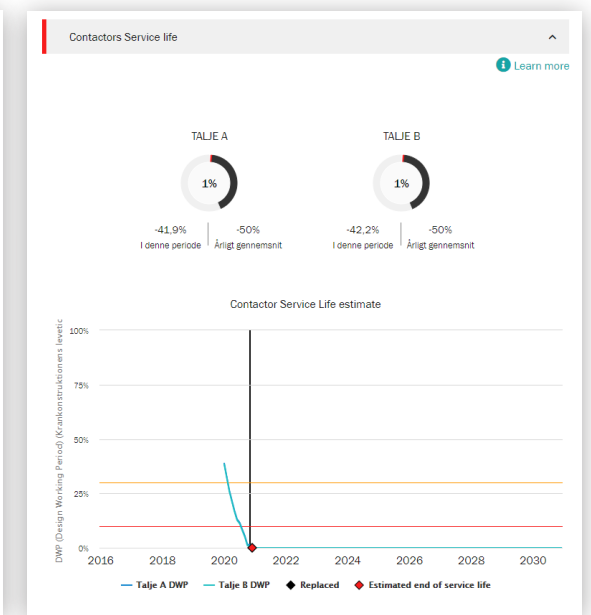 Contactors Service life
Learn more
TALJE A
TALJE B
1%
1%
-41,9%
-50%
-42,2%
-50%
I denne periode
Årligt gennemsnit
I denne periode
Årligt gennemsnit
Contactor Service Life estimate
DWP (Design Working Period) (Krankonstruktionens levetic
100%
75%
50%
25%
0%
2016 2018 2020 2022 2024 2026 2028 2030
Talje A DWP Talje B DWP Replaced Estimated end of service life